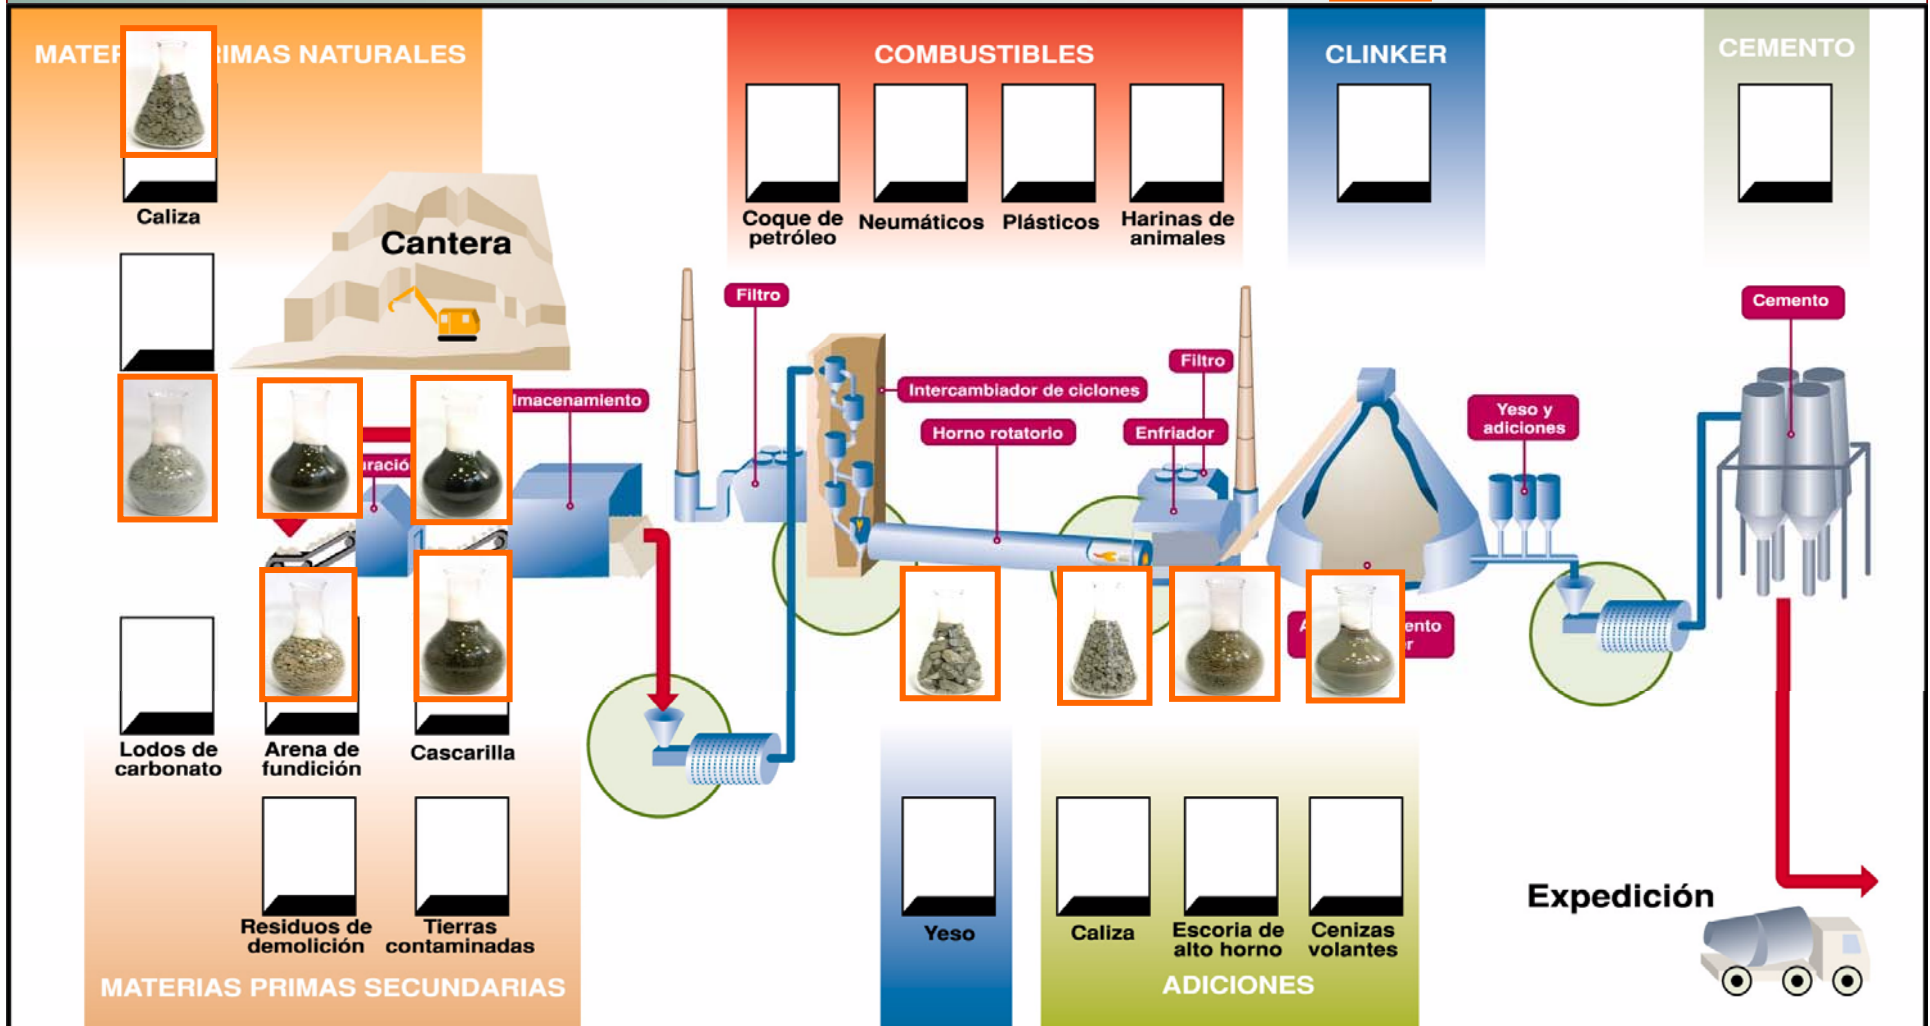 MATER
RIMAS NATURALES
COMBUSTIBLES
CLINKER
CEMENTO
Caliza
Coque de
petróleo
Neumáticos
Plásticos
Harinas de
animales
Cantera
Filtro
Cemento
Filtro
Intercambiador de ciclones
lmacenamiento
Yeso y
adiciones
Horno rotatorio
Enfriador
uració
A
ento
r
Lodos de
carbonato
Arena de
fundición
Cascarilla
Residuos de
demolición
Tierras
contaminadas
Yeso
Caliza
Escoria de
alto horno
Cenizas
volantes
Expedición
MATERIAS PRIMAS SECUNDARIAS
ADICIONES